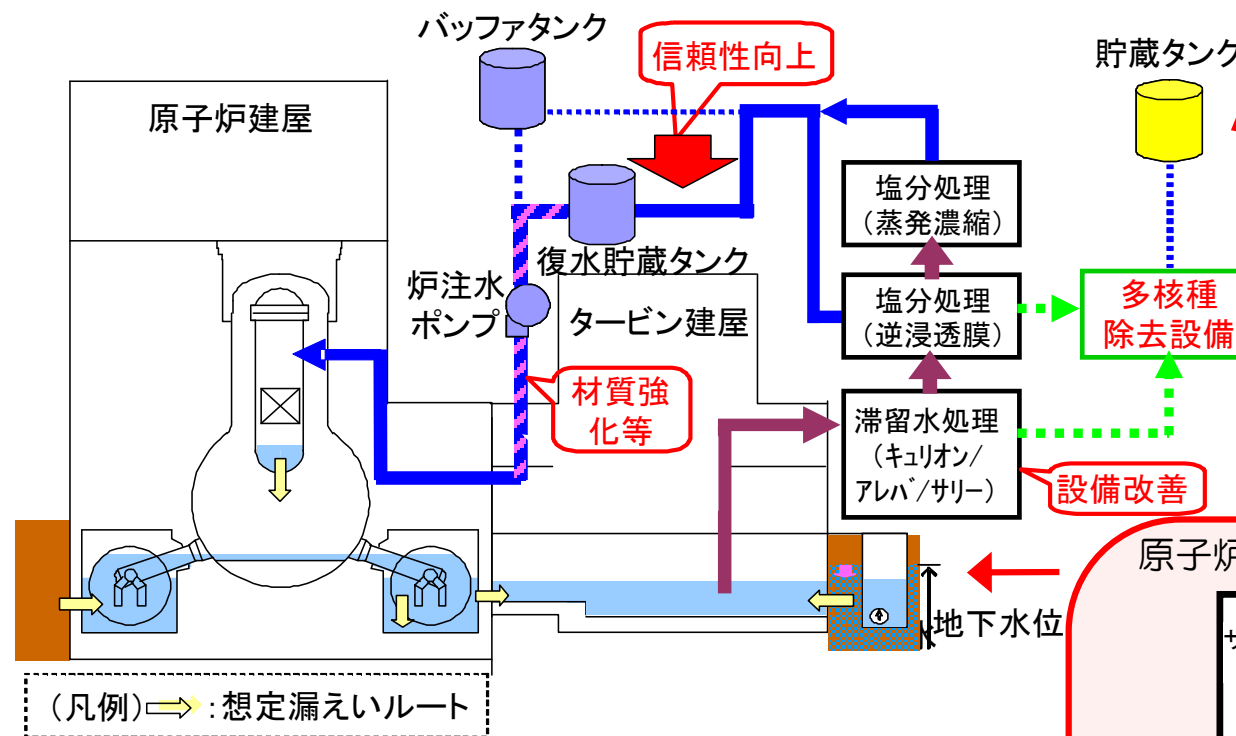 バッファタンク
信頼性向上
貯蔵タンク
原子炉建屋
塩分処理
（蒸発濃縮）
復水貯蔵タンク
炉注水
ポンプ
タービン建屋
塩分処理
（逆浸透膜）
多核種
除去設備
材質強
化等
滞留水処理
（キュリオン/
アレバ/サリー）
設備改善
原子炉
地下水位
サ
（凡例） ：想定漏えいルート